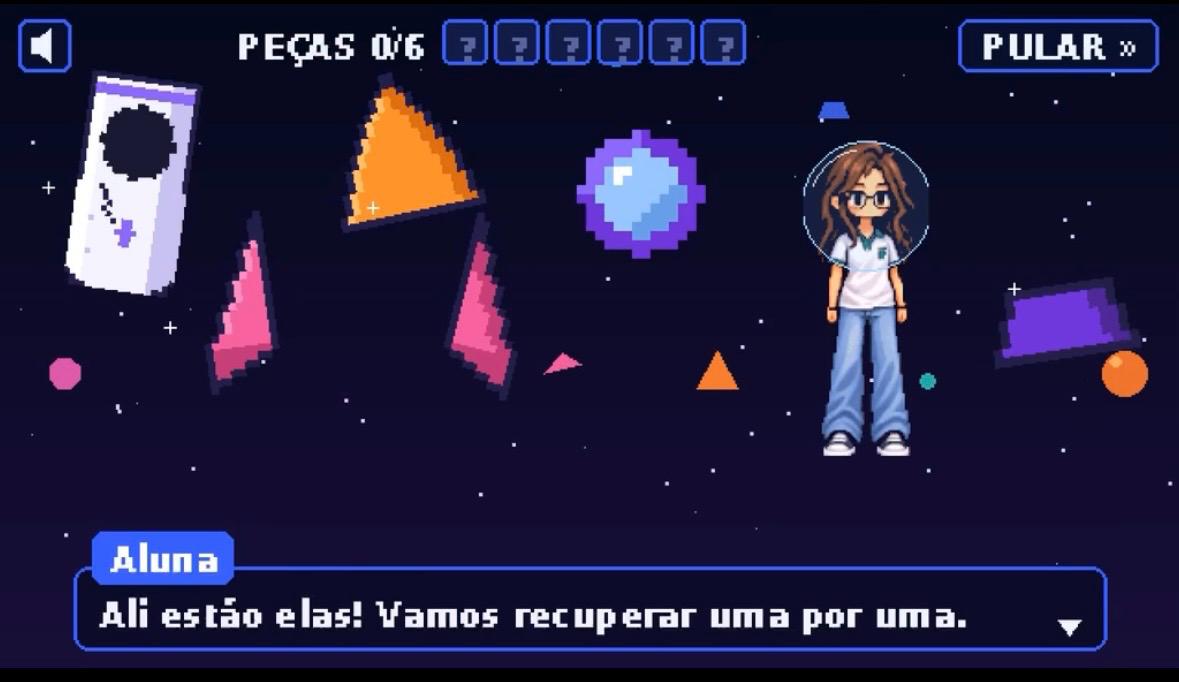 PEÇAS 0/6 ? ? ? ? ? ?
PULAR »
Aluna
Ali estão elas! Vamos recuperar uma por uma.